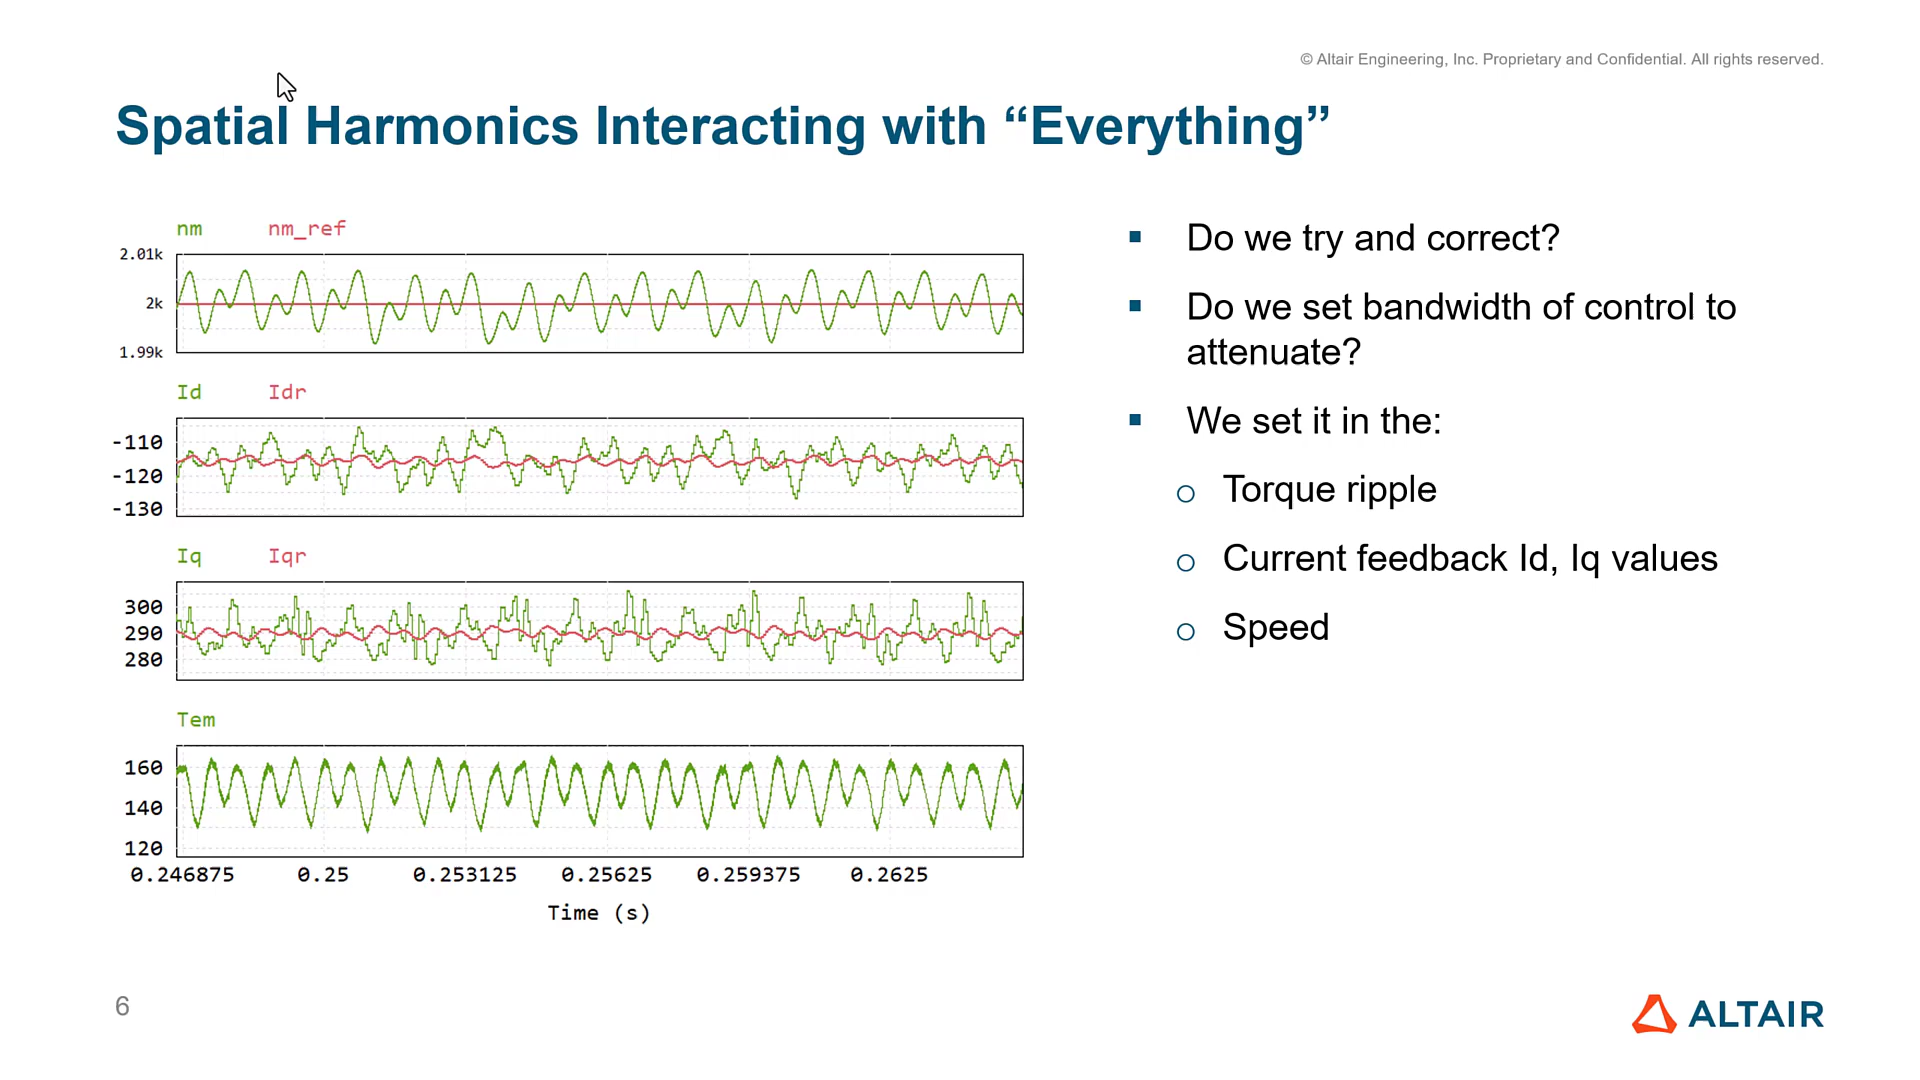 © Altair Engineering, Inc. Proprietary and Confidential. All rights reserved.
Spatial Harmonics Interacting with “Everything”
nm nm_ref
2.01k
2k
1.99k
Id Idr
-110
-120
-130
Iq Iqr
300
290
280
Tem
160
140
120
0.246875 0.25 0.253125 0.25625 0.259375 0.2625
Time (s)
▪ Do we try and correct?
▪ Do we set bandwidth of control to
attenuate?
▪ We set it in the:
o Torque ripple
o Current feedback Id, Iq values
o Speed
6
ALTAIR